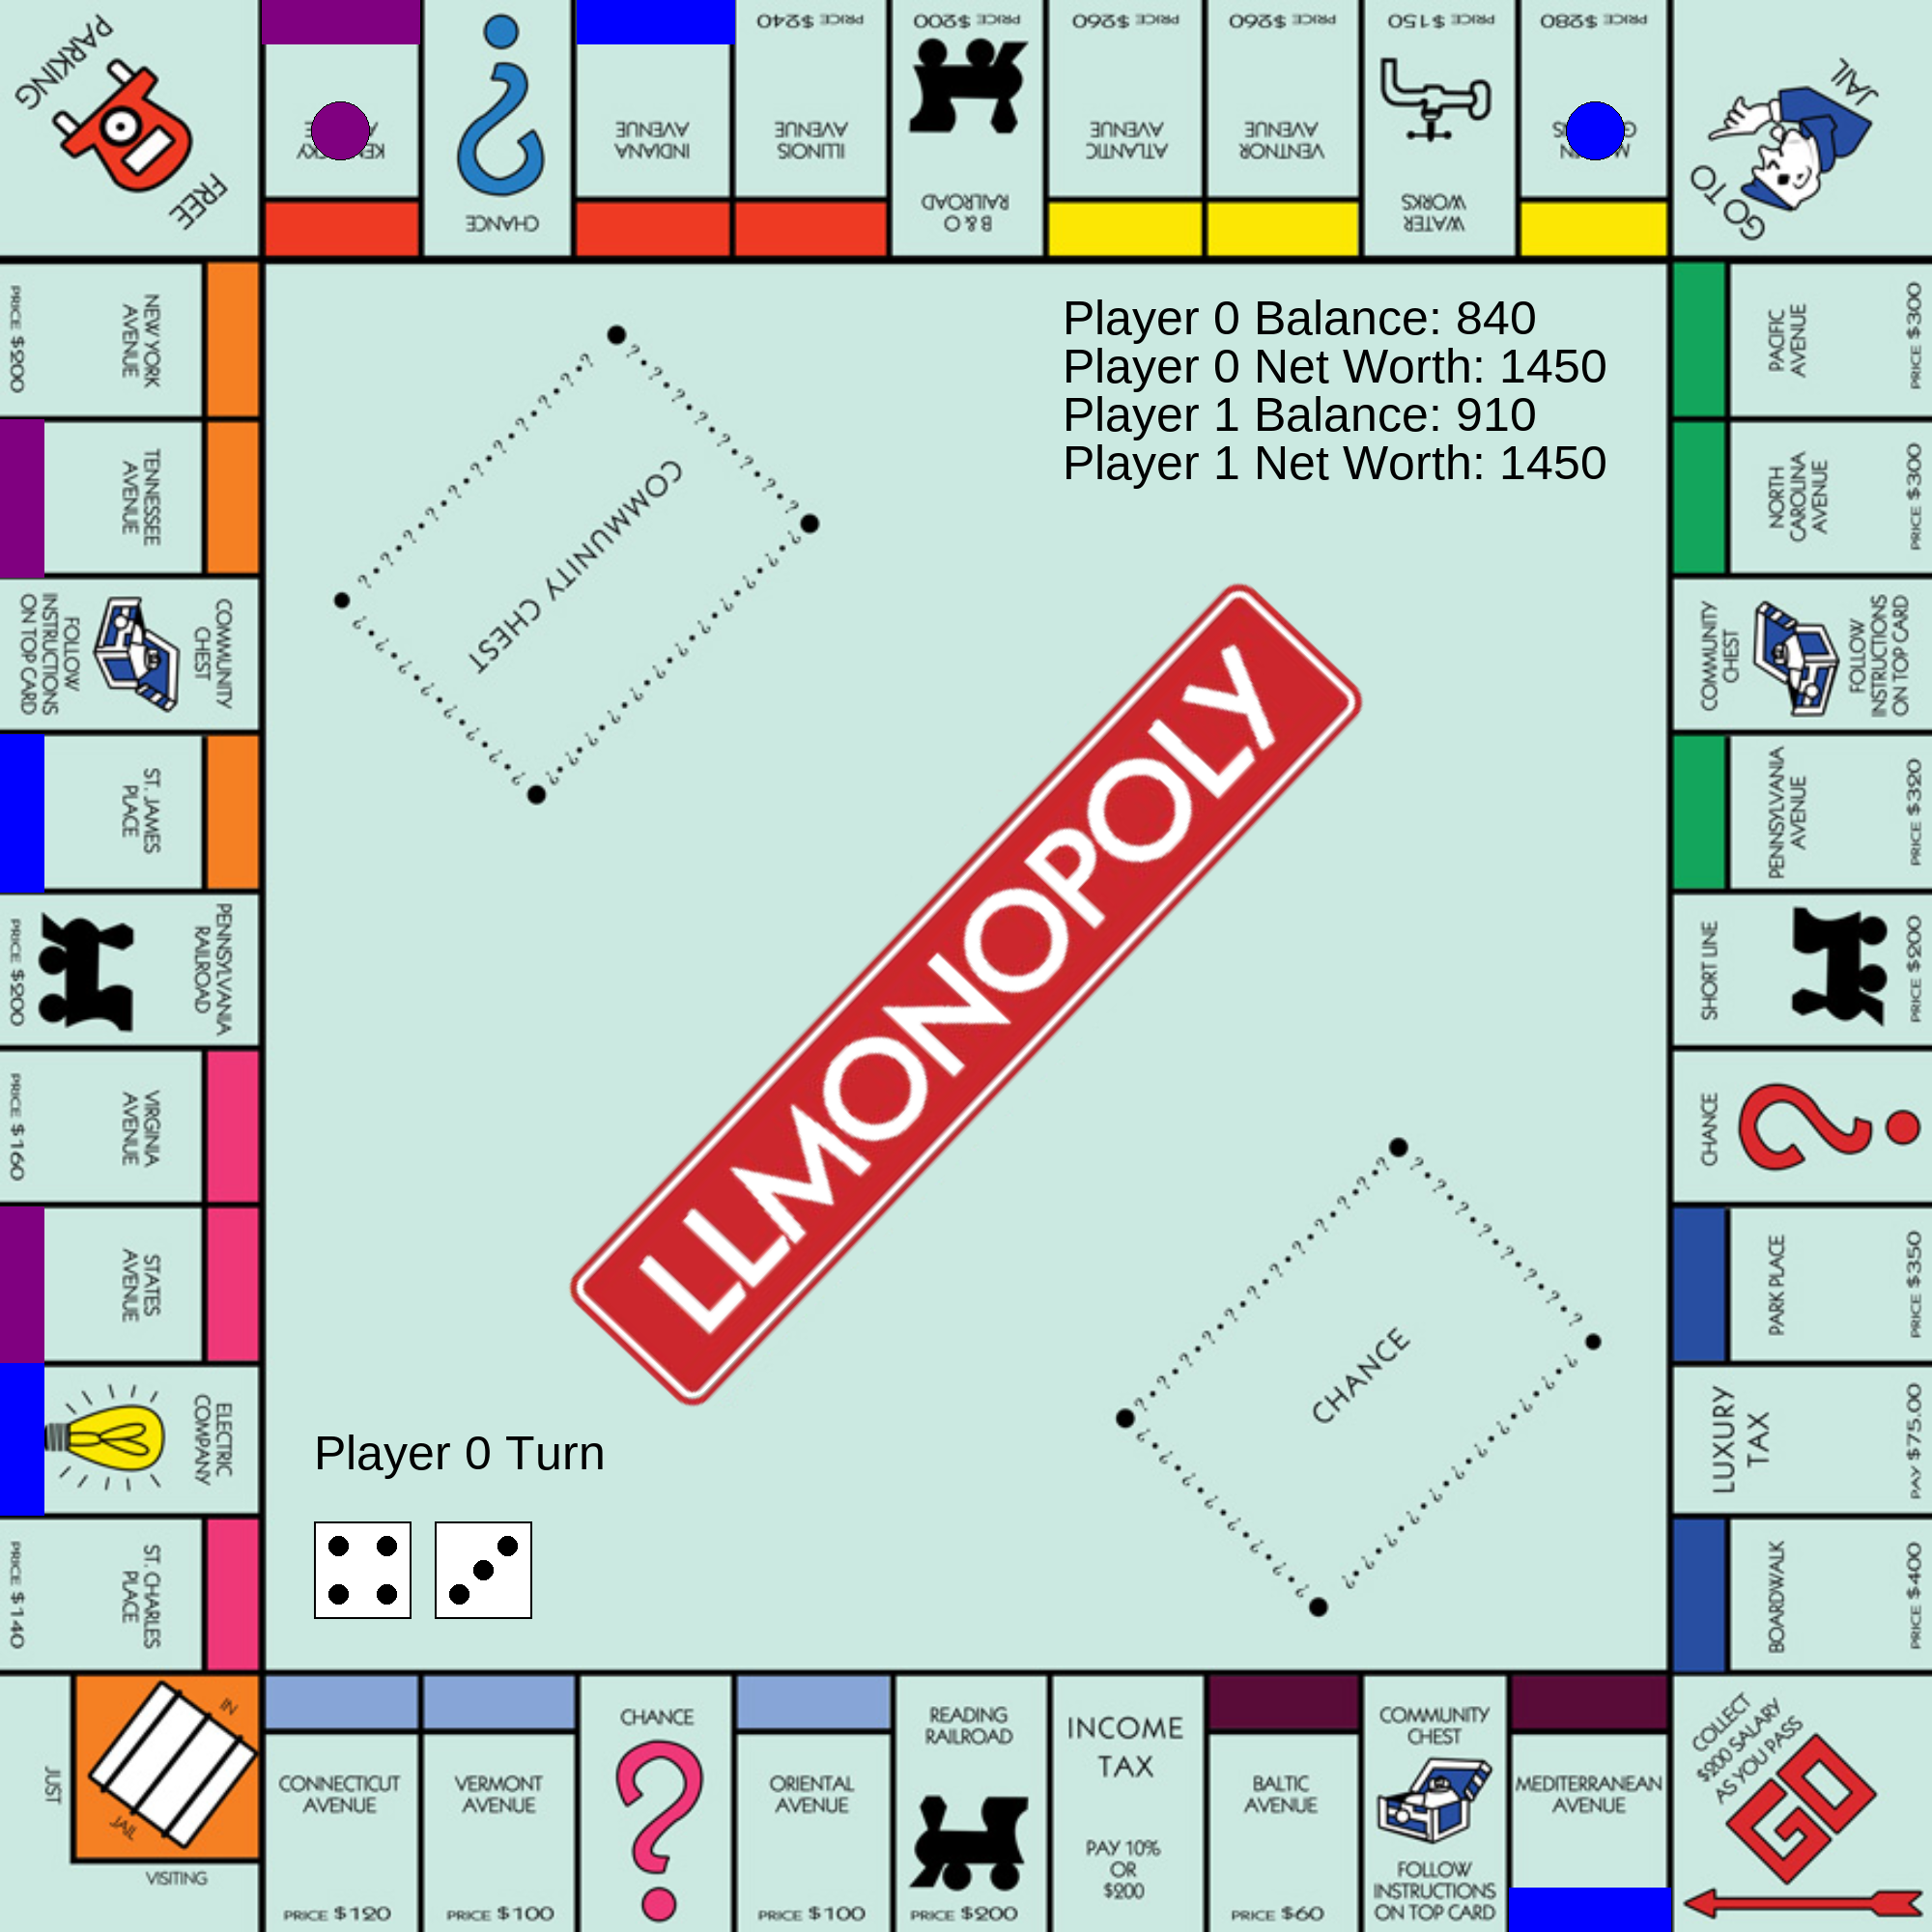 FREE
PARKING
KENTUCKY
CHANCE
INDIANA
AVENUE
ILLINOIS
AVENUE
PRICE $240
B & O
RAILROAD
PRICE $200
ATLANTIC
AVENUE
PRICE $260
VENTNOR
AVENUE
PRICE $260
WATER
WORKS
PRICE $150
PRICE $280
GO TO
JAIL
NEW YORK
AVENUE
PRICE $200
TENNESSEE
AVENUE
COMMUNITY
CHEST
FOLLOW
INSTRUCTIONS
ON TOP CARD
ST. JAMES
PLACE
PENNSYLVANIA
RAILROAD
PRICE $200
VIRGINIA
AVENUE
PRICE $160
STATES
AVENUE
ELECTRIC
COMPANY
ST. CHARLES
PLACE
PRICE $140
COMMUNITY CHEST
Player 0 Balance: 840
Player 0 Net Worth: 1450
Player 1 Balance: 910
Player 1 Net Worth: 1450
LLMONOPOLY
CHANCE
Player 0 Turn
PACIFIC
AVENUE
PRICE $300
NORTH
CAROLINA
AVENUE
PRICE $300
COMMUNITY
CHEST
FOLLOW
INSTRUCTIONS
ON TOP CARD
PENNSYLVANIA
AVENUE
PRICE $320
SHORT LINE
PRICE $200
CHANCE
PARK PLACE
PRICE $350
LUXURY
TAX
PAY $75.00
BOARDWALK
PRICE $400
IN
JAIL
JUST
VISITING
CONNECTICUT
AVENUE
PRICE $120
VERMONT
AVENUE
PRICE $100
CHANCE
ORIENTAL
AVENUE
PRICE $100
READING
RAILROAD
PRICE $200
INCOME
TAX
PAY 10%
OR
$200
BALTIC
AVENUE
PRICE $60
COMMUNITY
CHEST
FOLLOW
INSTRUCTIONS
ON TOP CARD
MEDITERRANEAN
AVENUE
COLLECT
$200 SALARY
AS YOU PASS
GO